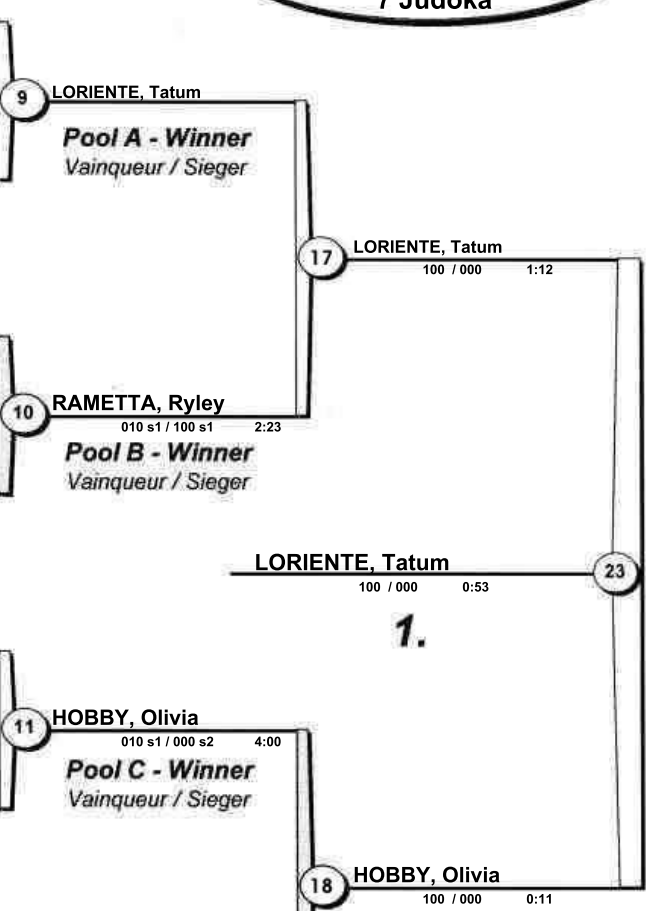 7 Judoka
9 LORIENTE, Tatum
Pool A - Winner
Vainqueur / Sieger
17 LORIENTE, Tatum
100 / 000 1:12
10 RAMETTA, Ryley
010 s1 / 100 s1 2:23
Pool B - Winner
Vainqueur / Sieger
LORIENTE, Tatum 23
100 / 000 0:53
1.
11 HOBBY, Olivia
010 s1 / 000 s2 4:00
Pool C - Winner
Vainqueur / Sieger
18 HOBBY, Olivia
100 / 000 0:11